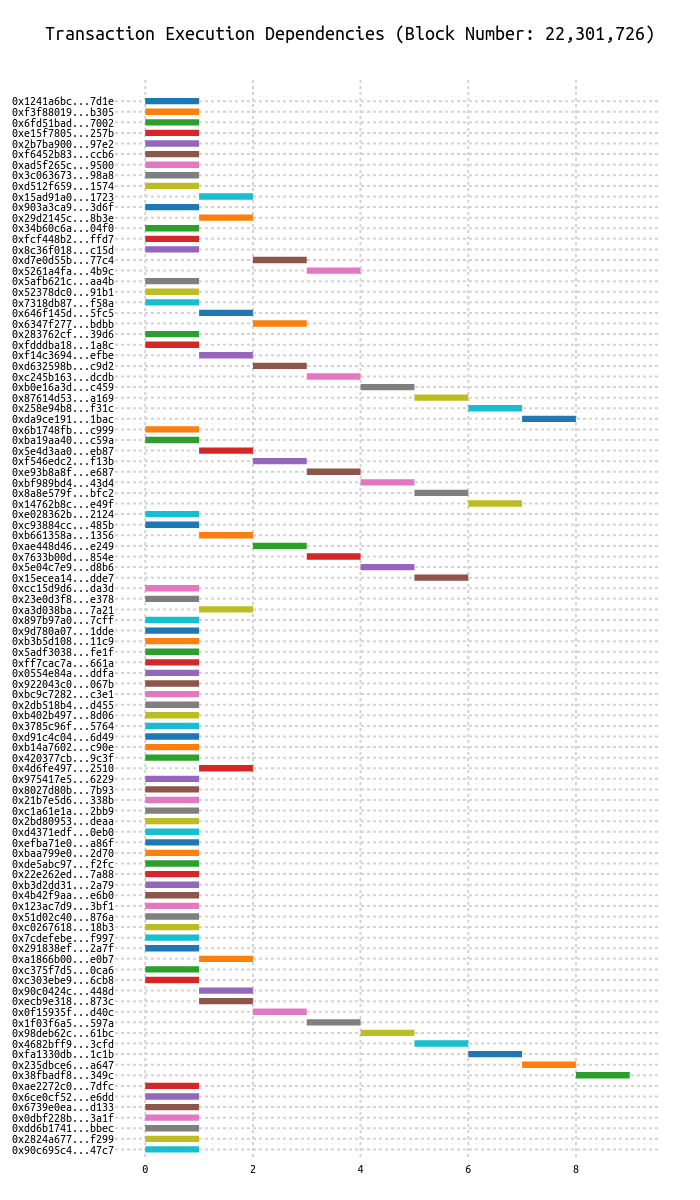 Transaction Execution Dependencies (Block Number: 22,301,726)
0x1241a6bc...7d1e
0xf3f88019...b305
0x6fd51bad...7002
0xe15f7805...257b
0x2b7ba900...97e2
0xf6452b83...ccb6
0xad5f265c...9500
0x3c063673...98a8
0xd512f659...1574
0x15ad91a0...1723
0x903a3ca9...3d6f
0x29d2145c...8b3e
0x34b60c6a...04f0
0xfcf448b2...ffd7
0x8c36f018...c15d
0xd7e0d55b...77c4
0x5261a4fa...4b9c
0x5afb621c...aa4b
0x52378dc0...91b1
0x7318db87...f58a
0x646f145d...5fc5
0x6347f277...bdbb
0x283762cf...39d6
0xfdddba18...1a8c
0xf14c3694...efbe
0xd632598b...c9d2
0xc245b163...dcdb
0xb0e16a3d...c459
0x87614d53...a169
0x258e94b8...f31c
0xda9ce191...1bac
0x6b1748fb...c999
0xba19aa40...c59a
0x5e4d3aa0...eb87
0xf546edc2...f13b
0xe93b8a8f...e687
0xbf989bd4...43d4
0x8a8e579f...bfc2
0x14762b8c...e49f
0xe028362b...2124
0xc93884cc...485b
0xb661358a...1356
0xae448d46...e249
0x7633b00d...854e
0x5e04c7e9...d8b6
0x15ecea14...dde7
0xcc15d9d6...da3d
0x23e0d3f8...e378
0xa3d038ba...7a21
0x897b97a0...7cff
0x9d780a07...1dde
0xb3b5d108...11c9
0x5adf3038...fe1f
0xff7cac7a...661a
0x0554e84a...ddfa
0x922043c0...067b
0xbc9c7282...c3e1
0x2db518b4...d455
0xb402b497...8d06
0x3785c96f...5764
0xd91c4c04...6d49
0xb14a7602...c90e
0x420377cb...9c3f
0x4d6fe497...2510
0x975417e5...6229
0x8027d80b...7b93
0x21b7e5d6...338b
0xc1a61e1a...2bb9
0x2bd80953...deaa
0xd4371edf...0eb0
0xefba71e0...a86f
0xbaa799e0...2d70
0xde5abc97...f2fc
0x22e262ed...7a88
0xb3d2dd31...2a79
0x4b42f9aa...e6b0
0x123ac7d9...3bf1
0x51d02c40...876a
0xc0267618...18b3
0x7cdefebe...f997
0x291838ef...2a7f
0xa1866b00...e0b7
0xc375f7d5...0ca6
0xc303ebe9...6cb8
0x90c0424c...448d
0xecb9e318...873c
0x0f15935f...d40c
0x1f03f6a5...597a
0x98deb62c...61bc
0x4682bff9...3cfd
0xfa1330db...1c1b
0x235dbce6...a647
0x38fbadf8...349c
0xae2272c0...7dfc
0x6ce0cf52...e6dd
0x6739e0ea...d133
0x0dbf228b...3a1f
0xdd6b1741...bbec
0x2824a677...f299
0x90c695c4...47c7
0 2 4 6 8